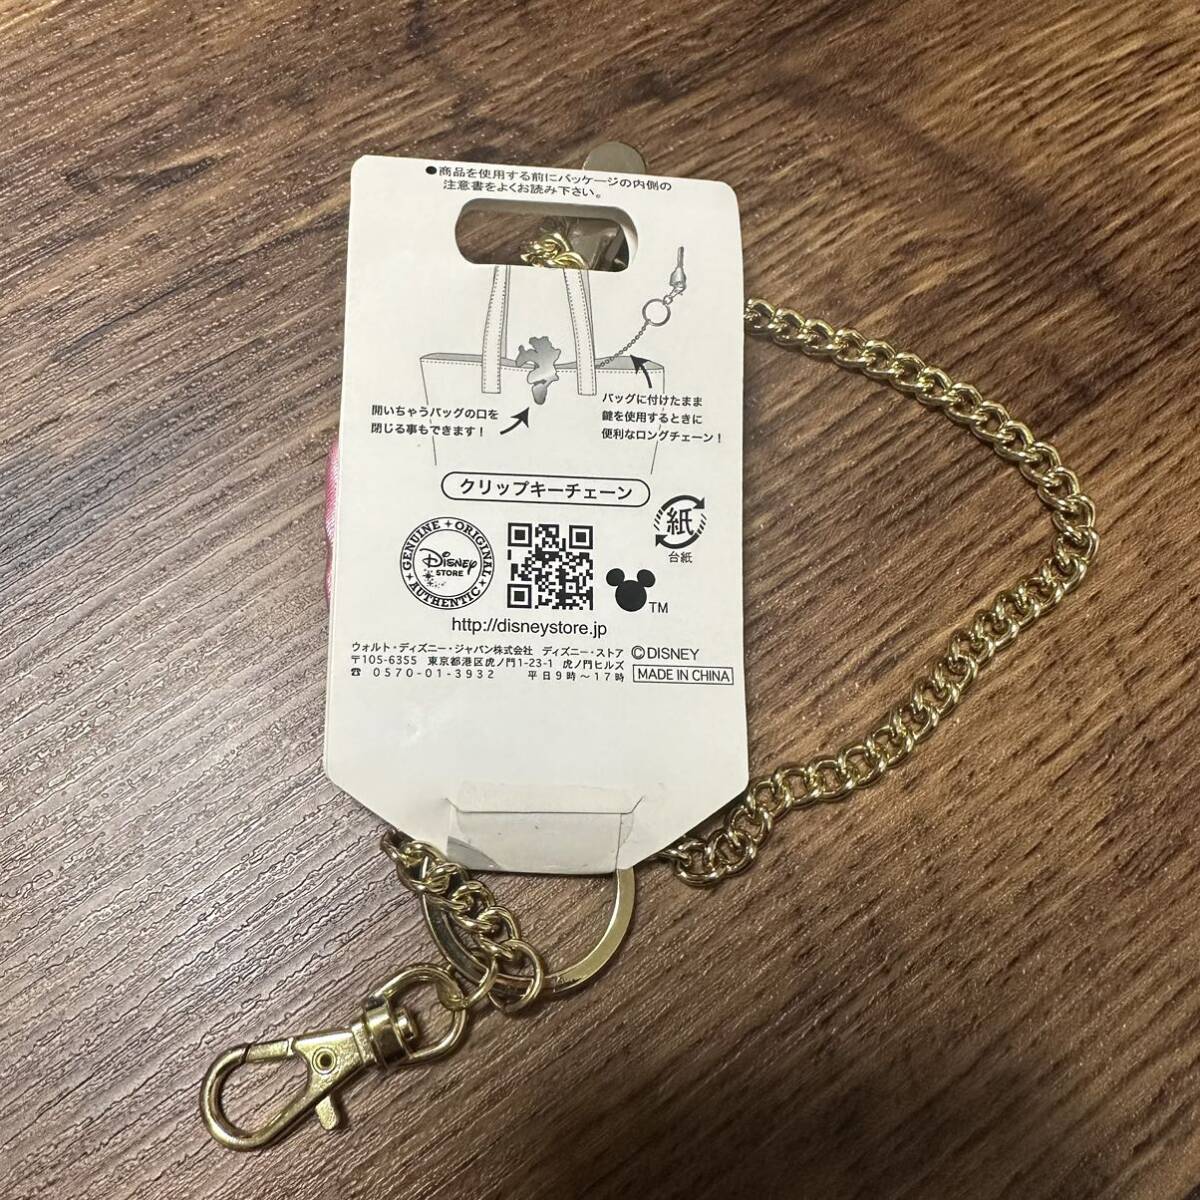 ●商品を使用する前にパッケージの内側の
注意書をよくお読み下さい。
開いちゃうバッグの口を
閉じる事もできます！
バッグに付けたまま
鍵を使用するときに
便利なロングチェーン！
クリップキーチェーン
紙
台紙
GENUINE + ORIGINAL
Disney
STORE
AUTHENTIC
TM
http://disneystore.jp
ウォルト・ディズニー・ジャパン株式会社 ディズニー・ストア ©DISNEY
〒105-6355 東京都港区虎ノ門1-23-1 虎ノ門ヒルズ
MADE IN CHINA
☎ 0570-01-3932 平日9時〜17時